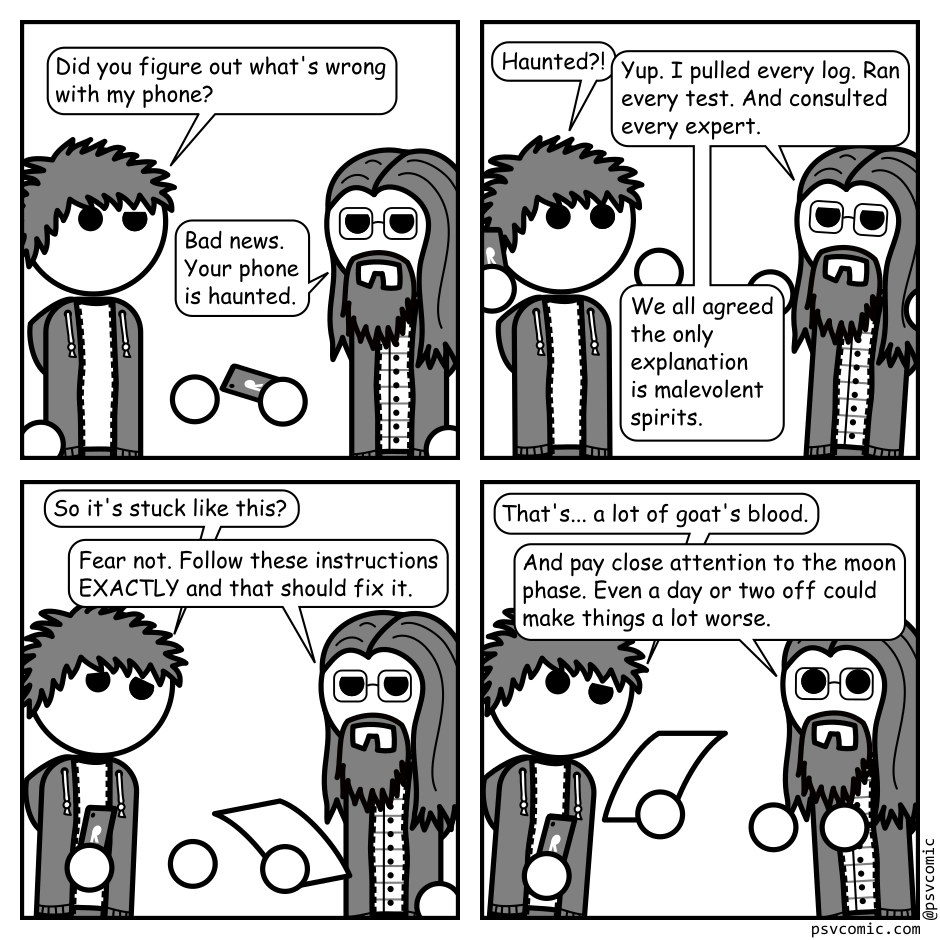 Did you figure out what's wrong
with my phone?
Bad news.
Your phone
is haunted.
Haunted?!
Yup. I pulled every log. Ran
every test. And consulted
every expert.
We all agreed
the only
explanation
is malevolent
spirits.
So it's stuck like this?
Fear not. Follow these instructions
EXACTLY and that should fix it.
That's... a lot of goat's blood.
And pay close attention to the moon
phase. Even a day or two off could
make things a lot worse.
@psvcomic
psvcomic.com